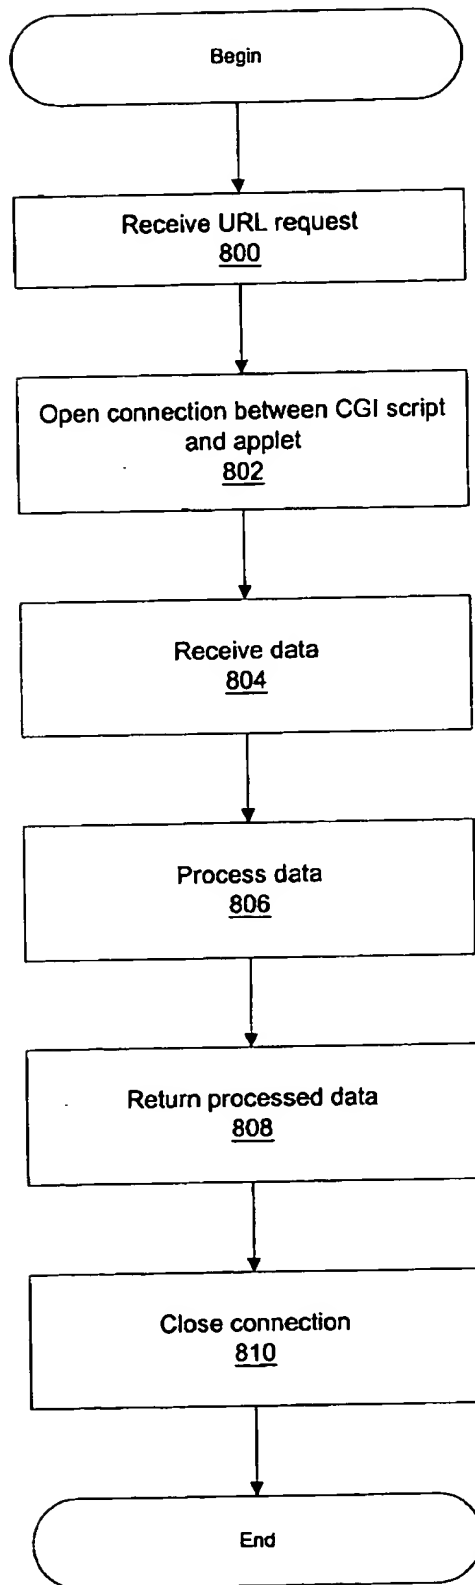 Begin
Receive URL request
800
Open connection between CGI script
and applet
802
Receive data
804
Process data
806
Return processed data
808
Close connection
810
End